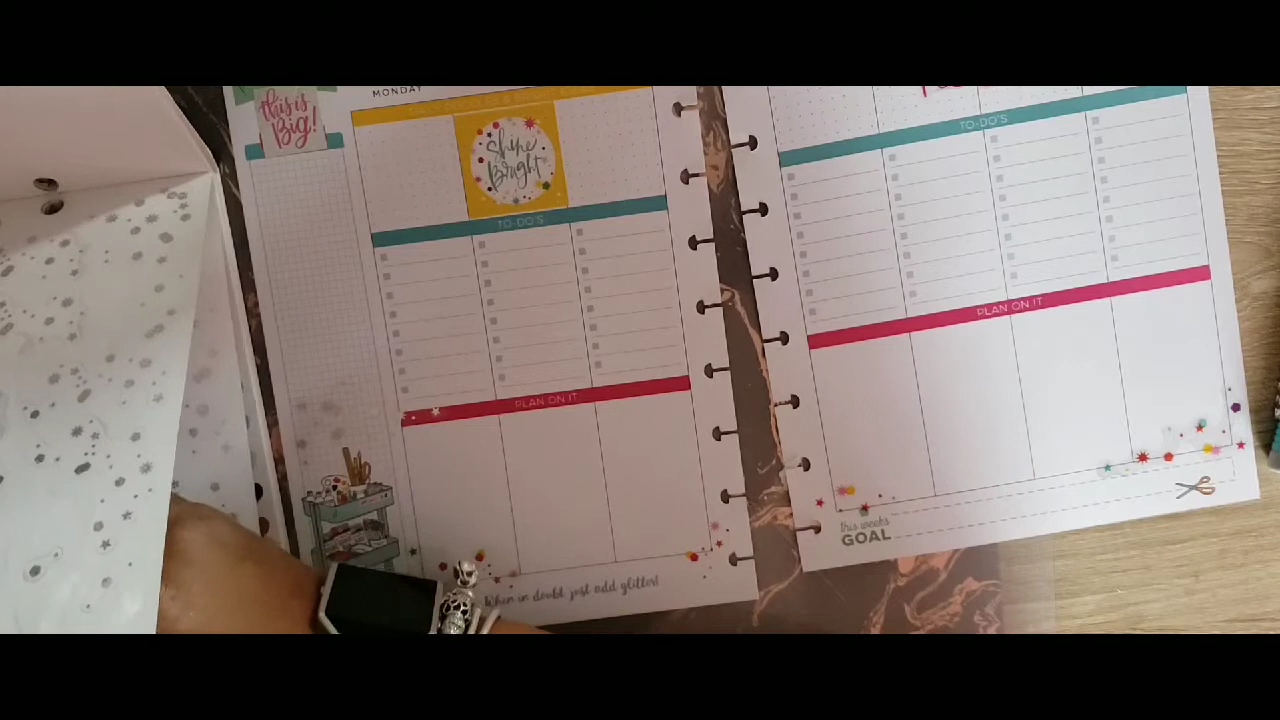 this is
Big!
MONDAY
Shine
Bright
TO-DO'S
PLAN ON IT
When in doubt just add glitter!
TO-DO'S
PLAN ON IT
this weeks
GOAL